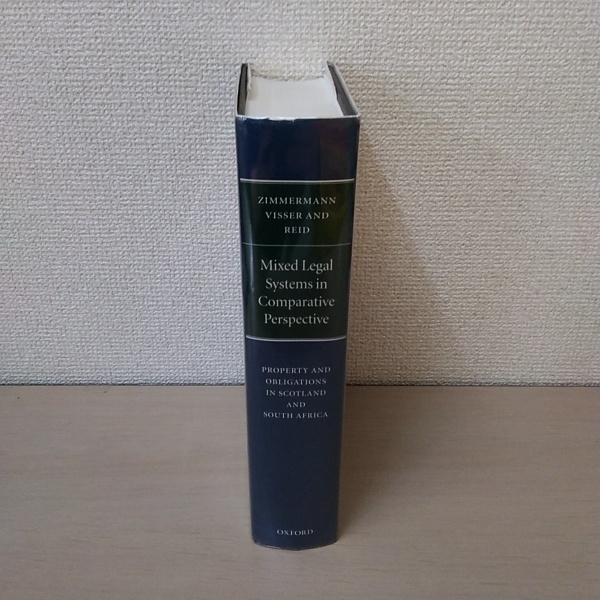 ZIMMERMANN
VISSER AND
REID
Mixed Legal
Systems in
Comparative
Perspective
PROPERTY AND
OBLIGATIONS
IN SCOTLAND
AND
SOUTH AFRICA
OXFORD